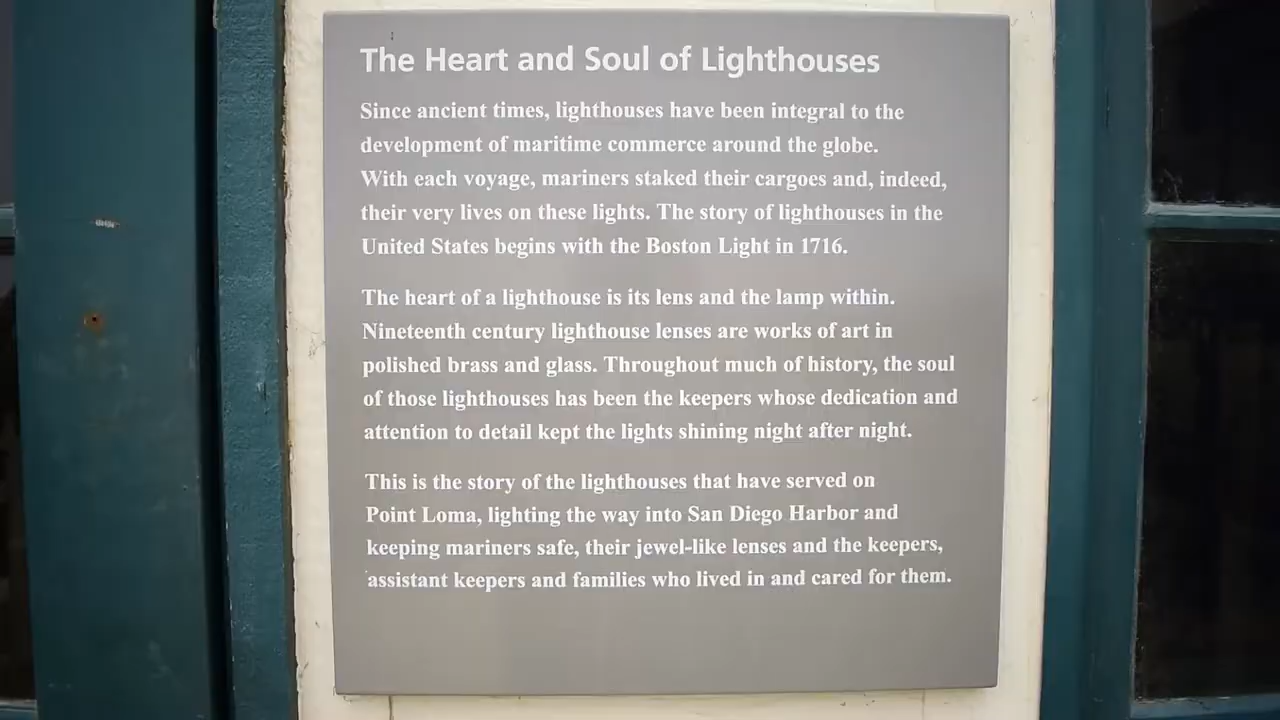 The Heart and Soul of Lighthouses
Since ancient times, lighthouses have been integral to the
development of maritime commerce around the globe.
With each voyage, mariners staked their cargoes and, indeed,
their very lives on these lights. The story of lighthouses in the
United States begins with the Boston Light in 1716.
The heart of a lighthouse is its lens and the lamp within.
Nineteenth century lighthouse lenses are works of art in
polished brass and glass. Throughout much of history, the soul
of those lighthouses has been the keepers whose dedication and
attention to detail kept the lights shining night after night.
This is the story of the lighthouses that have served on
Point Loma, lighting the way into San Diego Harbor and
keeping mariners safe, their jewel-like lenses and the keepers,
assistant keepers and families who lived in and cared for them.